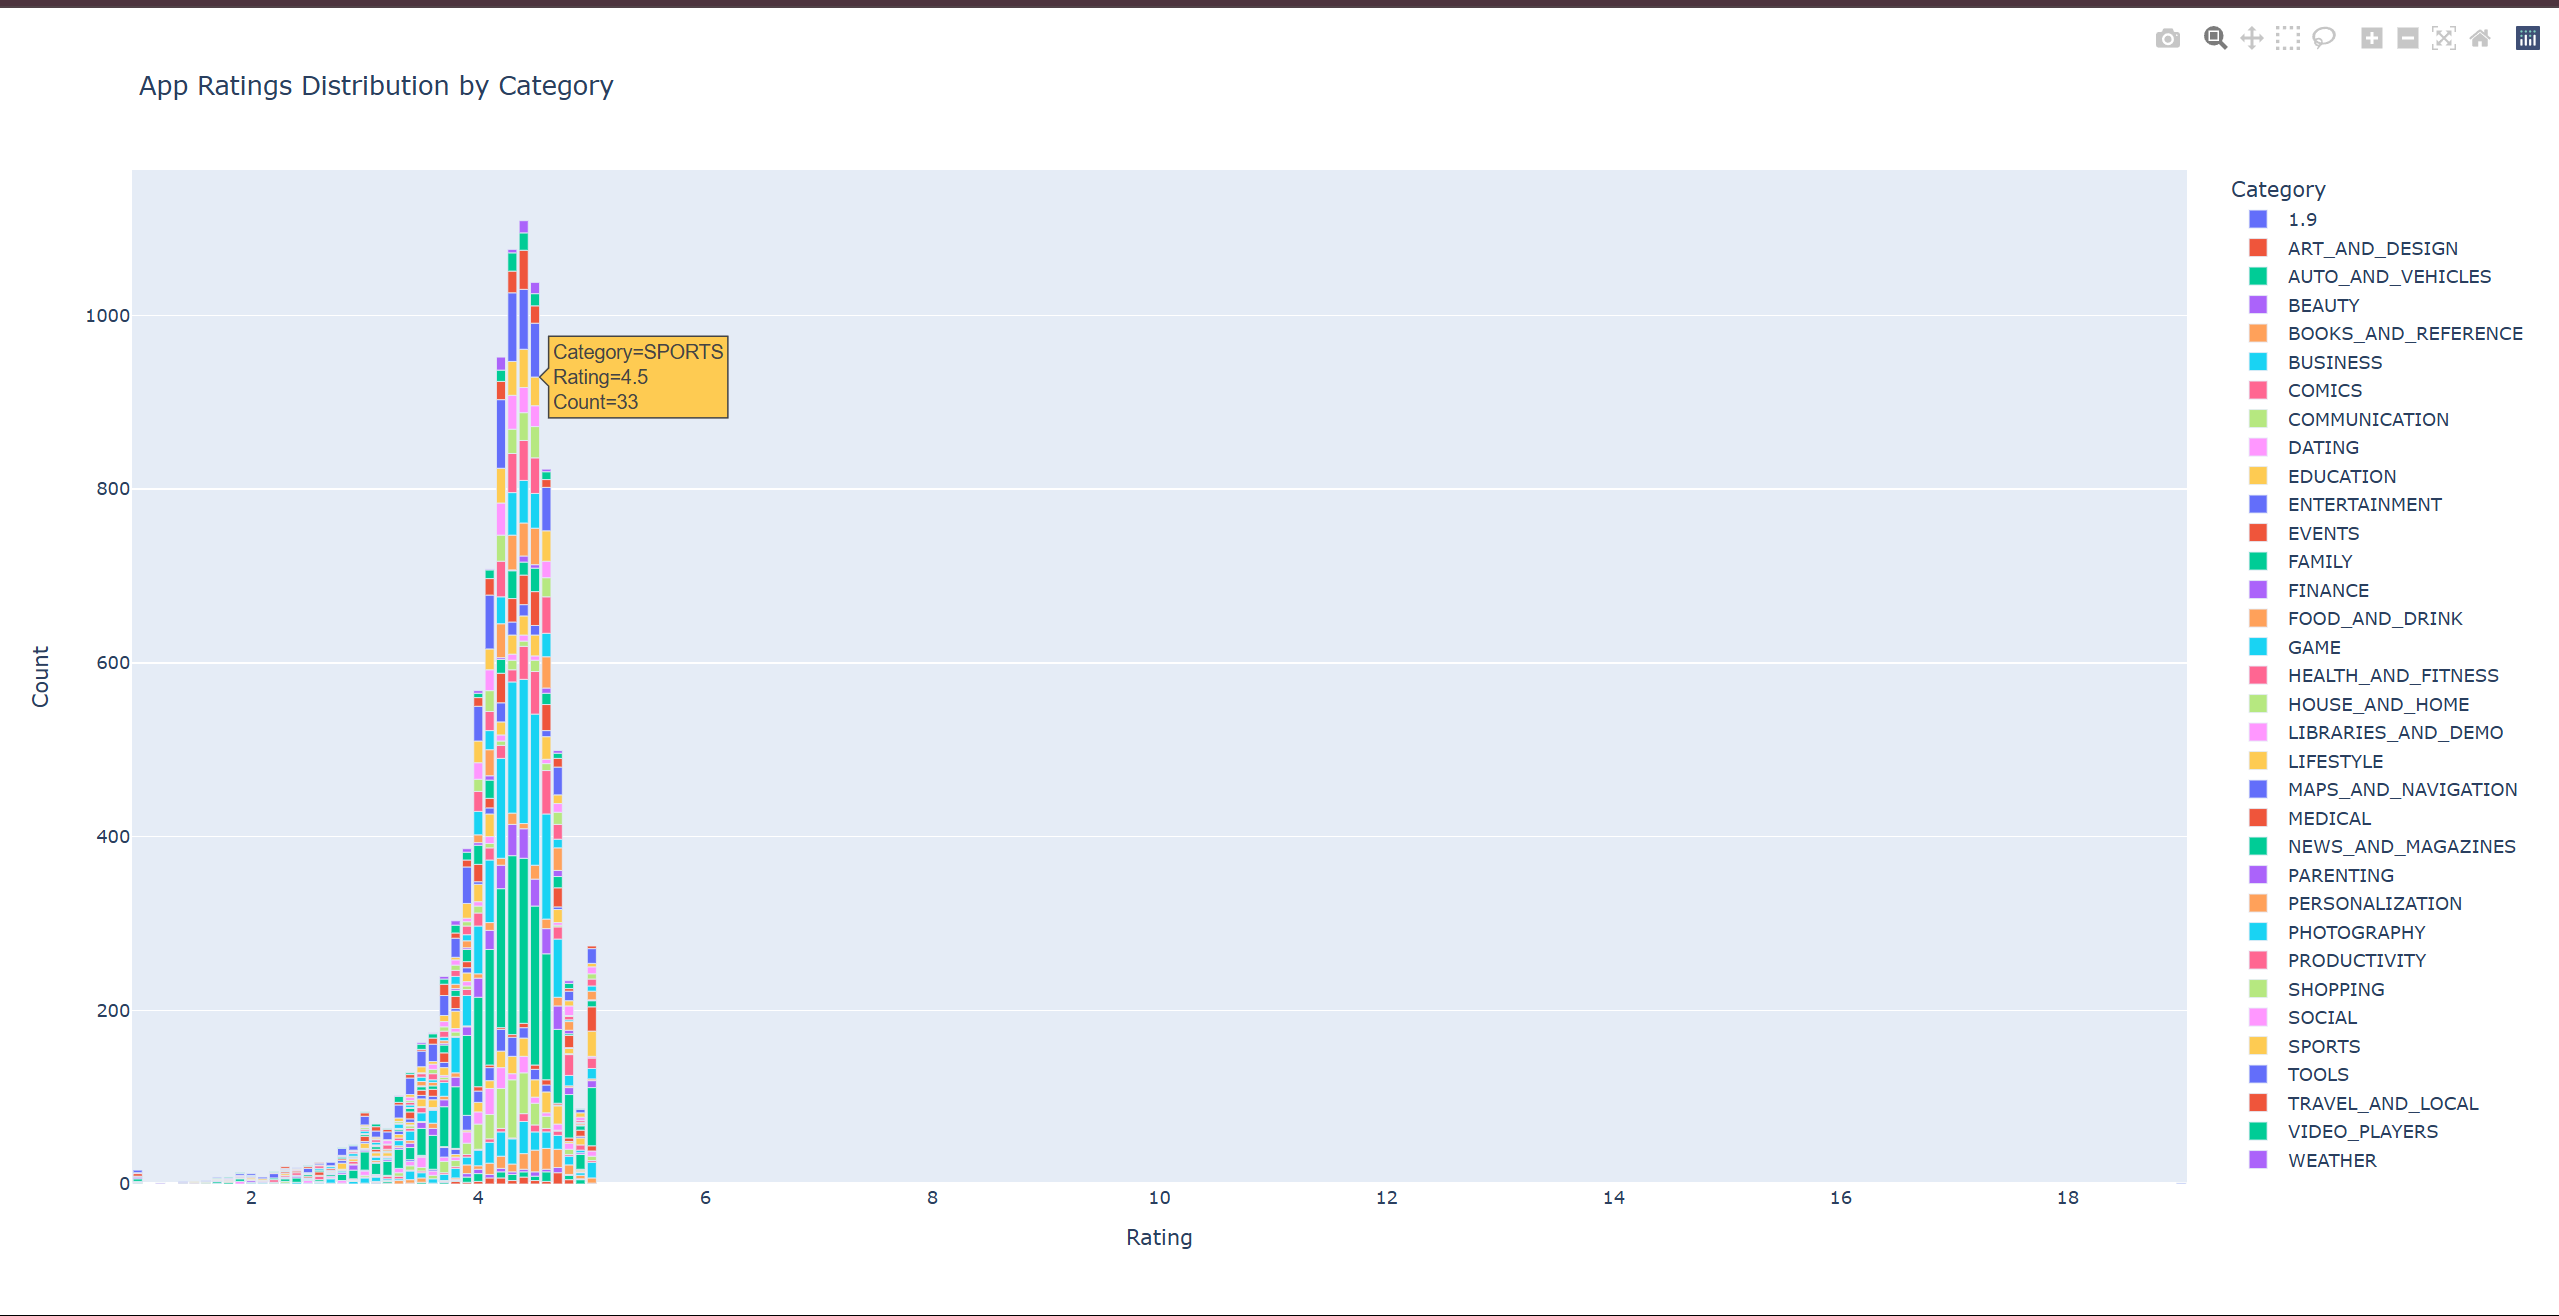 App Ratings Distribution by Category
Category
1.9
ART_AND_DESIGN
AUTO_AND_VEHICLES
BEAUTY
BOOKS_AND_REFERENCE
BUSINESS
COMICS
COMMUNICATION
DATING
EDUCATION
ENTERTAINMENT
EVENTS
FAMILY
FINANCE
FOOD_AND_DRINK
GAME
HEALTH_AND_FITNESS
HOUSE_AND_HOME
LIBRARIES_AND_DEMO
LIFESTYLE
MAPS_AND_NAVIGATION
MEDICAL
NEWS_AND_MAGAZINES
PARENTING
PERSONALIZATION
PHOTOGRAPHY
PRODUCTIVITY
SHOPPING
SOCIAL
SPORTS
TOOLS
TRAVEL_AND_LOCAL
VIDEO_PLAYERS
WEATHER
Category=SPORTS
Rating=4.5
Count=33
Count
1000
800
600
400
200
0
2 4 6 8 10 12 14 16 18
Rating